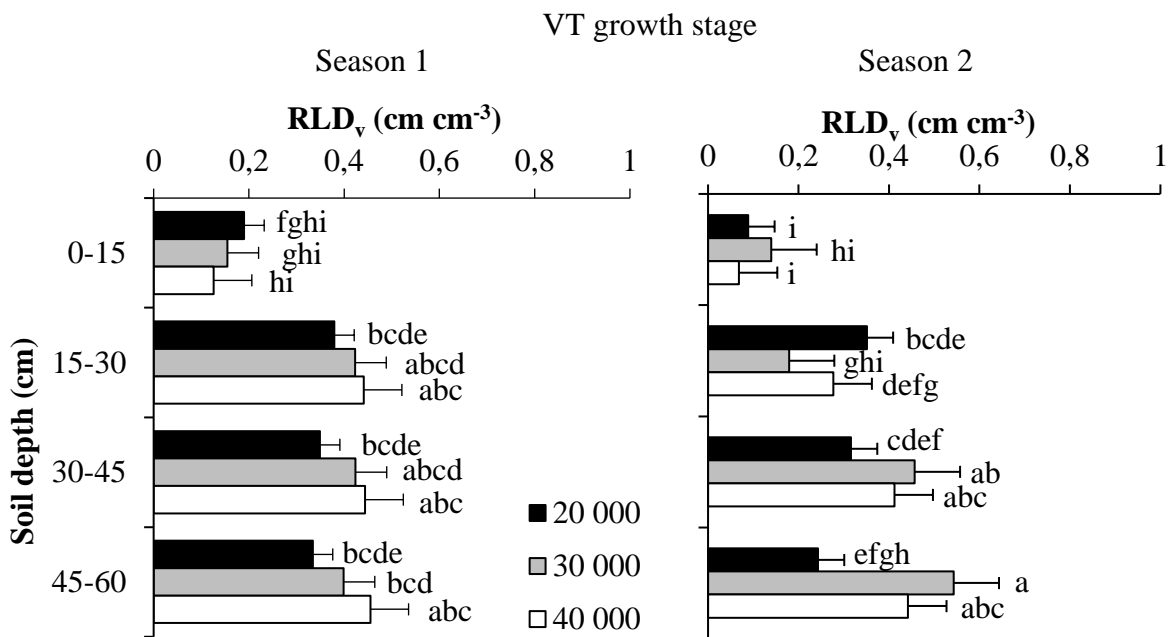 VT growth stage
Season 1
Season 2
RLDv (cm cm-3)
RLDv (cm cm-3)
0 0,2 0,4 0,6 0,8 1
0 0,2 0,4 0,6 0,8 1
Soil depth (cm)
0-15
fghi
ghi
hi
i
hi
i
15-30
bcde
abcd
abc
bcde
ghi
defg
30-45
bcde
abcd
abc
cdef
ab
abc
45-60
bcde
bcd
abc
efgh
a
abc
20 000
30 000
40 000